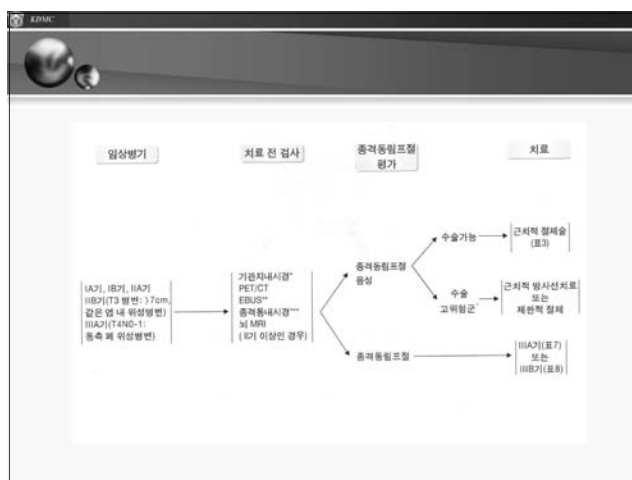 KDMC
임상병기
치료 전 검사
종격동림프절
평가
치료
IA기, IB기, IIA기
IIB기(T3 병변: >7cm,
같은 엽 내 위성병변)
IIIA기(T4N0-1:
동측 폐 위성병변)
기관지내시경*
PET/CT
EBUS**
종격동내시경***
뇌 MRI
( II기 이상인 경우)
종격동림프절
음성
종격동림프절
수술가능
수술
고위험군
근치적 절제술
(표3)
근치적 방사선치료
또는
제한적 절제
IIIA기(표7)
또는
IIIB기(표8)